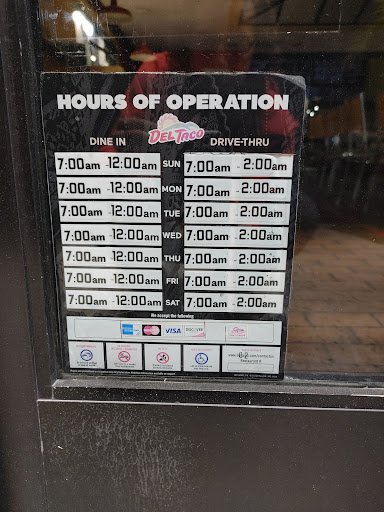 HOURS OF OPERATION
DEL TACO
DINE IN DRIVE-THRU
7:00am - 12:00am SUN 7:00am - 2:00am
7:00am - 12:00am MON 7:00am - 2:00am
7:00am - 12:00am TUE 7:00am - 2:00am
7:00am - 12:00am WED 7:00am - 2:00am
7:00am - 12:00am THU 7:00am - 2:00am
7:00am - 12:00am FRI 7:00am - 2:00am
7:00am - 12:00am SAT 7:00am - 2:00am
We accept the following
VISA DISCOVER